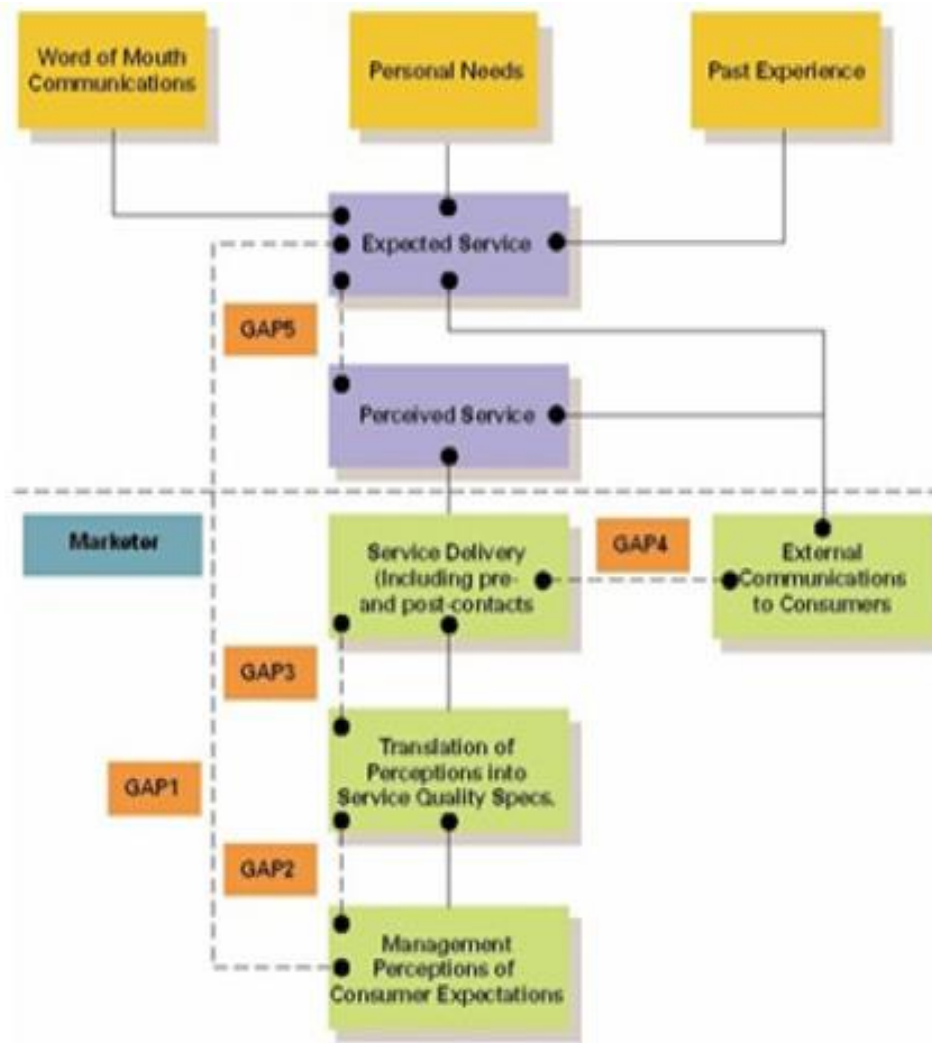 Word of Mouth
Communications
Personal Needs
Past Experience
Expected Service
GAP5
Perceived Service
Marketer
Service Delivery
(Including pre-
and post-contacts
GAP4
External
Communications
to Consumers
GAP3
Translation of
Perceptions into
Service Quality Specs.
GAP1
GAP2
Management
Perceptions of
Consumer Expectations